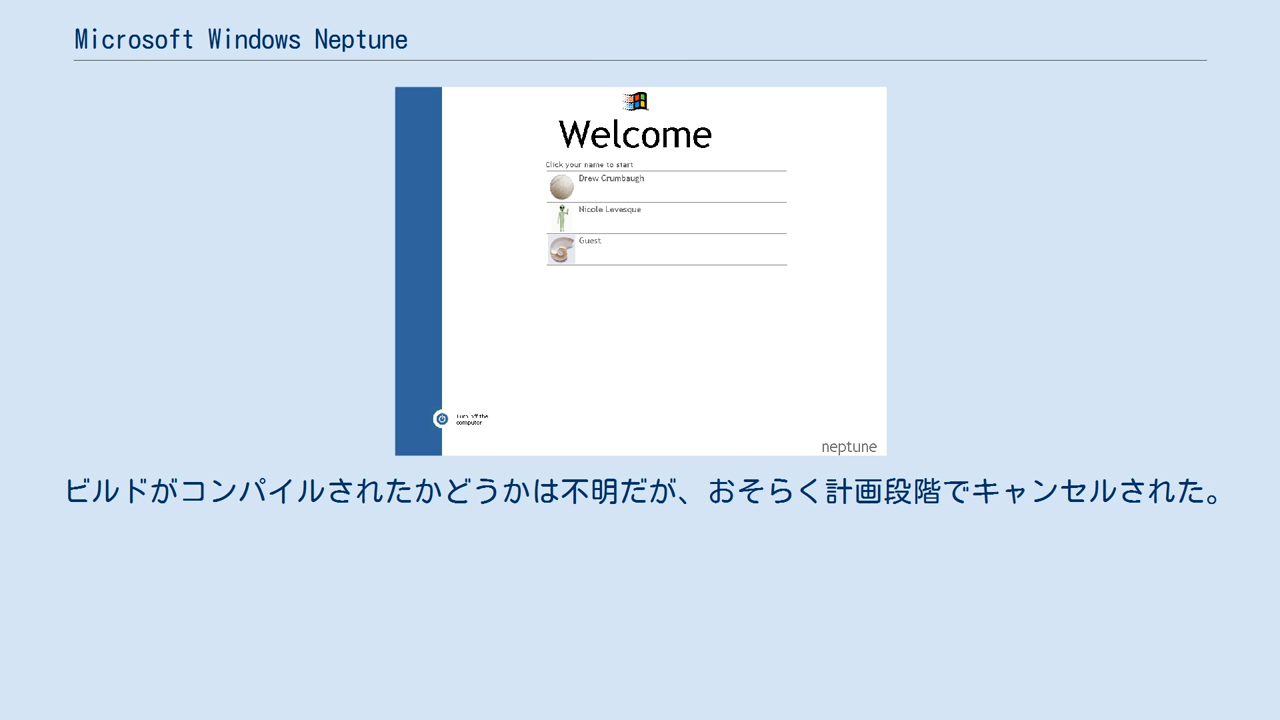 Microsoft Windows Neptune
Welcome
Click your name to start
Drew Crumbaugh
Nicole Levesque
Guest
Turn off the
computer
neptune
ビルドがコンパイルされたかどうかは不明だが、おそらく計画段階でキャンセルされた。